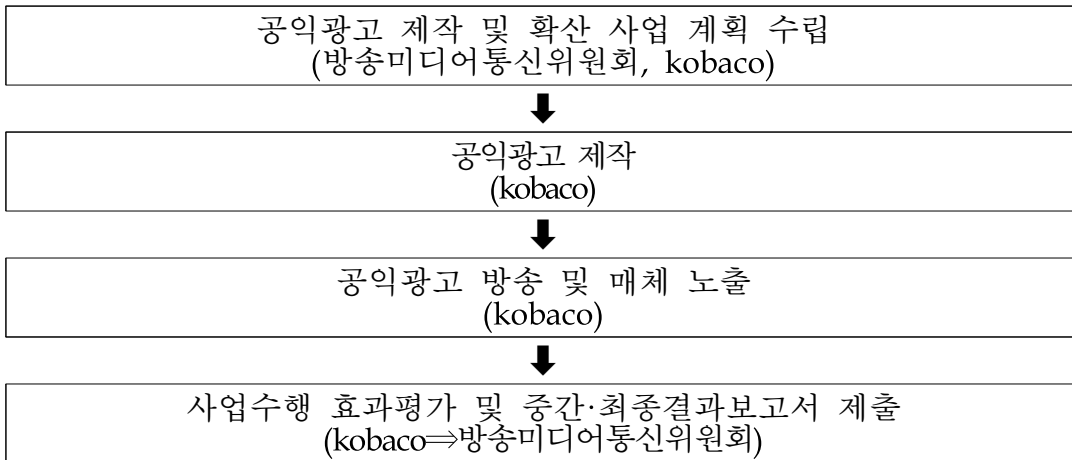 공익광고 제작 및 확산 사업 계획 수립
(방송미디어통신위원회, kobaco)
공익광고 제작
(kobaco)
공익광고 방송 및 매체 노출
(kobaco)
사업수행 효과평가 및 중간·최종결과보고서 제출
(kobaco⇒방송미디어통신위원회)